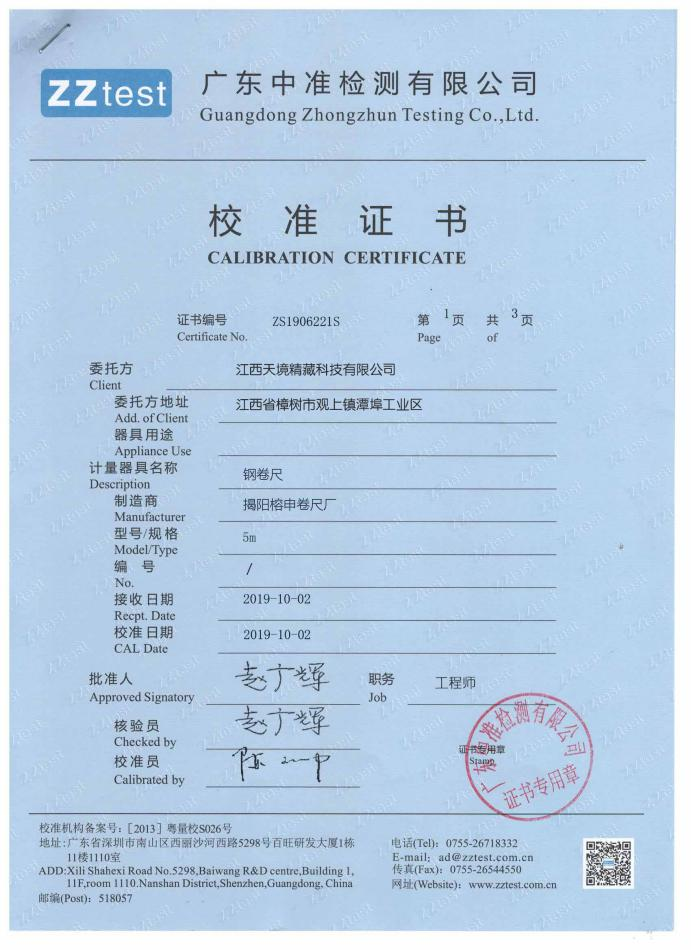 ZZtest
广东中准检测有限公司
Guangdong Zhongzhun Testing Co.,Ltd.
校准证书
CALIBRATION CERTIFICATE
证书编号 ZS1906221S 第 1 页 共 3 页
Certificate No. Page of
委托方 江西天境精藏科技有限公司
Client
委托方地址 江西省樟树市观上镇潭埠工业区
Add. of Client
器具用途
Appliance Use
计量器具名称 钢卷尺
Description
制造商 揭阳榕申卷尺厂
Manufacturer
型号/规格 5m
Model/Type
编 号 /
No.
接收日期 2019-10-02
Recpt. Date
校准日期 2019-10-02
CAL Date
批准人 赵广辉 职务 工程师
Approved Signatory Job
核验员 赵广辉
Checked by
校准员
Calibrated by
证书专用章
Stamp
广东中准检测有限公司
证书专用章
校准机构备案号:［2013］粤量校S026号
地址:广东省深圳市南山区西丽沙河西路5298号百旺研发大厦1栋
11楼1110室
ADD:Xili Shahexi Road No.5298,Baiwang R&D centre,Building 1,
11F,room 1110.Nanshan District,Shenzhen,Guangdong, China
邮编(Post): 518057
电话(Tel): 0755-26718332
E-mail: ad@zztest.com.cn
传真(Fax): 0755-26544550
网址(Website): www.zztest.com.cn